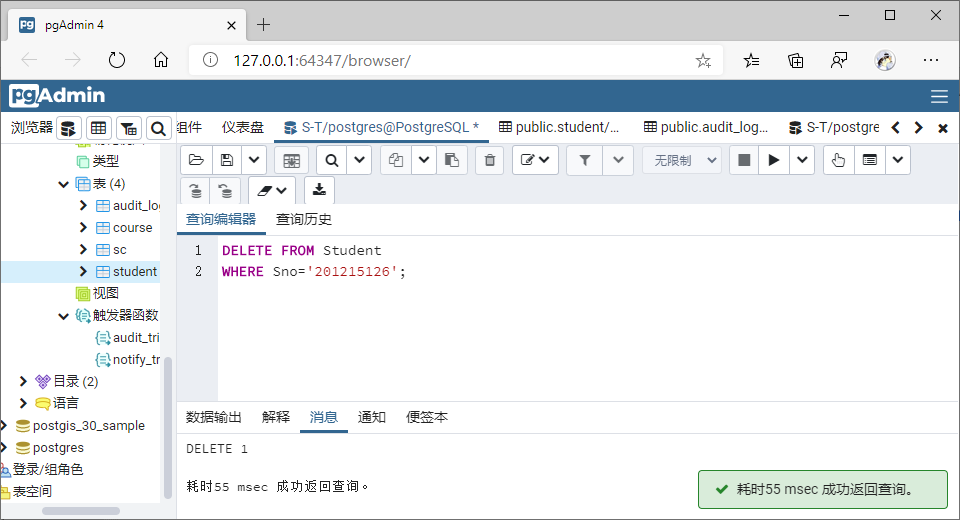 pgAdmin 4
127.0.0.1:64347/browser/
pgAdmin
浏览器
组件 仪表盘 S-T/postgres@PostgreSQL * public.student/... public.audit_log... S-T/postgre
类型
表 (4)
audit_log
course
sc
student
视图
触发器函数
audit_tri
notify_tr
目录 (2)
语言
postgis_30_sample
postgres
登录/组角色
表空间
无限制
查询编辑器 查询历史
1 DELETE FROM Student
2 WHERE Sno='201215126';
数据输出 解释 消息 通知 便签本
DELETE 1
耗时55 msec 成功返回查询。
耗时55 msec 成功返回查询。